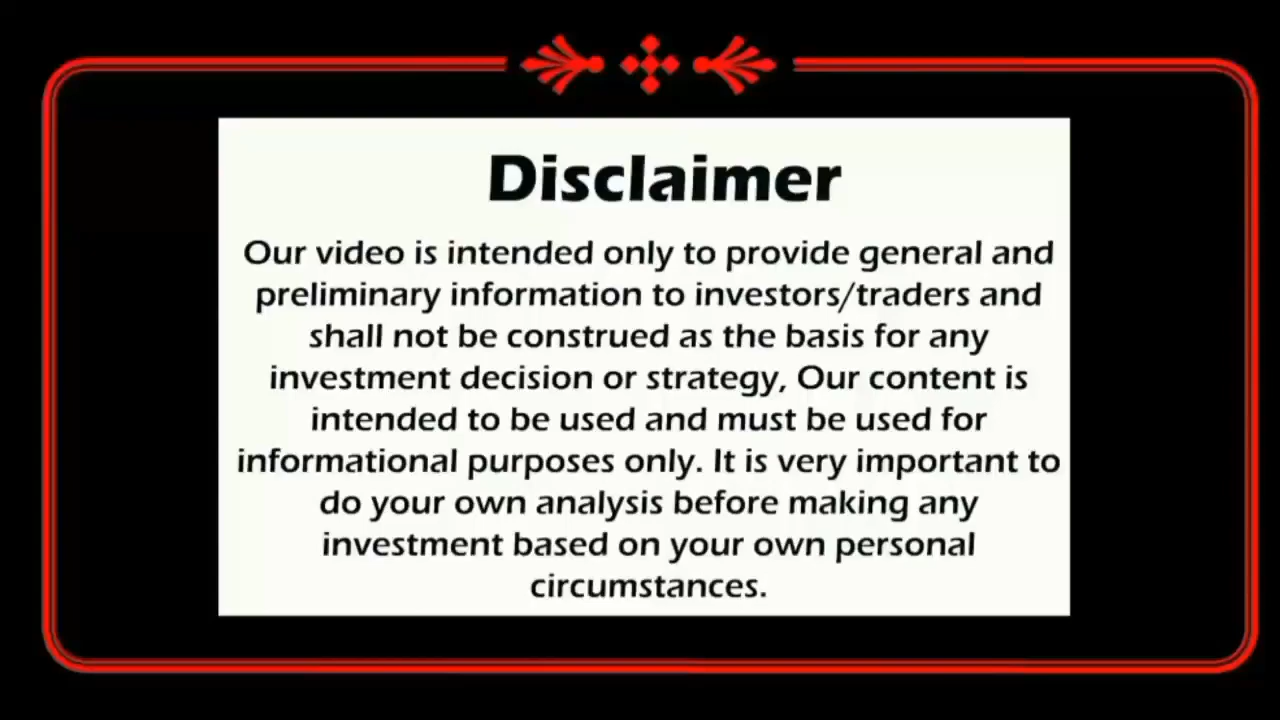 Disclaimer
Our video is intended only to provide general and
preliminary information to investors/traders and
shall not be construed as the basis for any
investment decision or strategy, Our content is
intended to be used and must be used for
informational purposes only. It is very important to
do your own analysis before making any
investment based on your own personal
circumstances.